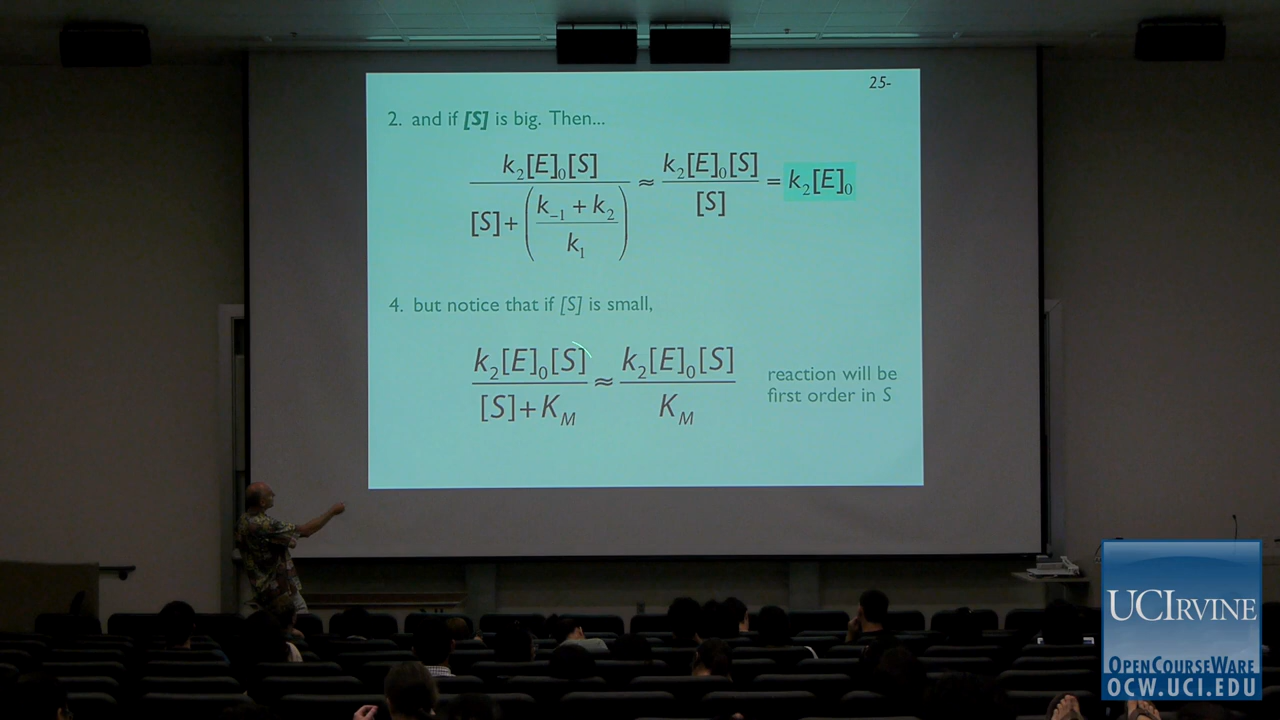 25-
2. and if [S] is big. Then...
k₂[E]₀[S] / ([S] + ((k₋₁ + k₂) / k₁)) ≈ k₂[E]₀[S] / [S] = k₂[E]₀
4. but notice that if [S] is small,
k₂[E]₀[S] / ([S] + K_M) ≈ k₂[E]₀[S] / K_M
reaction will be
first order in S
UCIRVINE
OPENCOURSEWARE
OCW.UCI.EDU